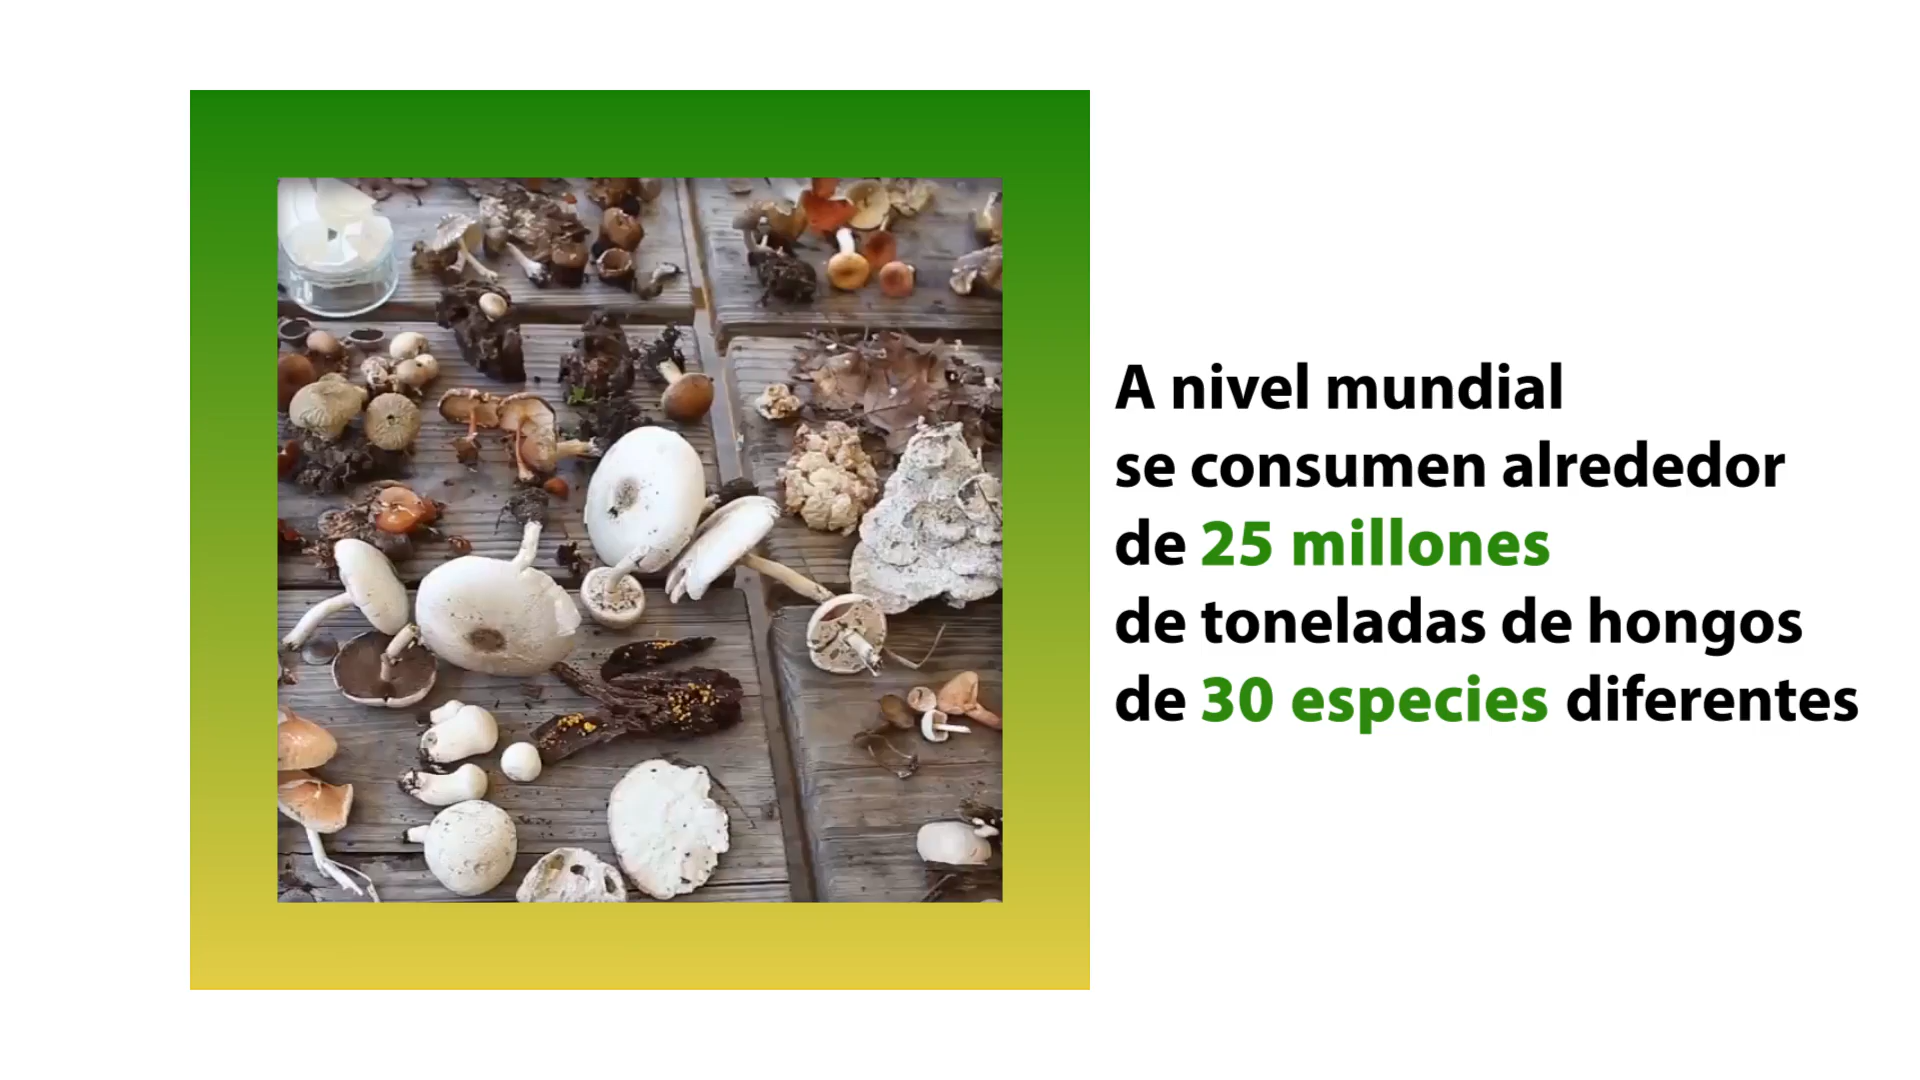 A nivel mundial
se consumen alrededor
de 25 millones
de toneladas de hongos
de 30 especies diferentes